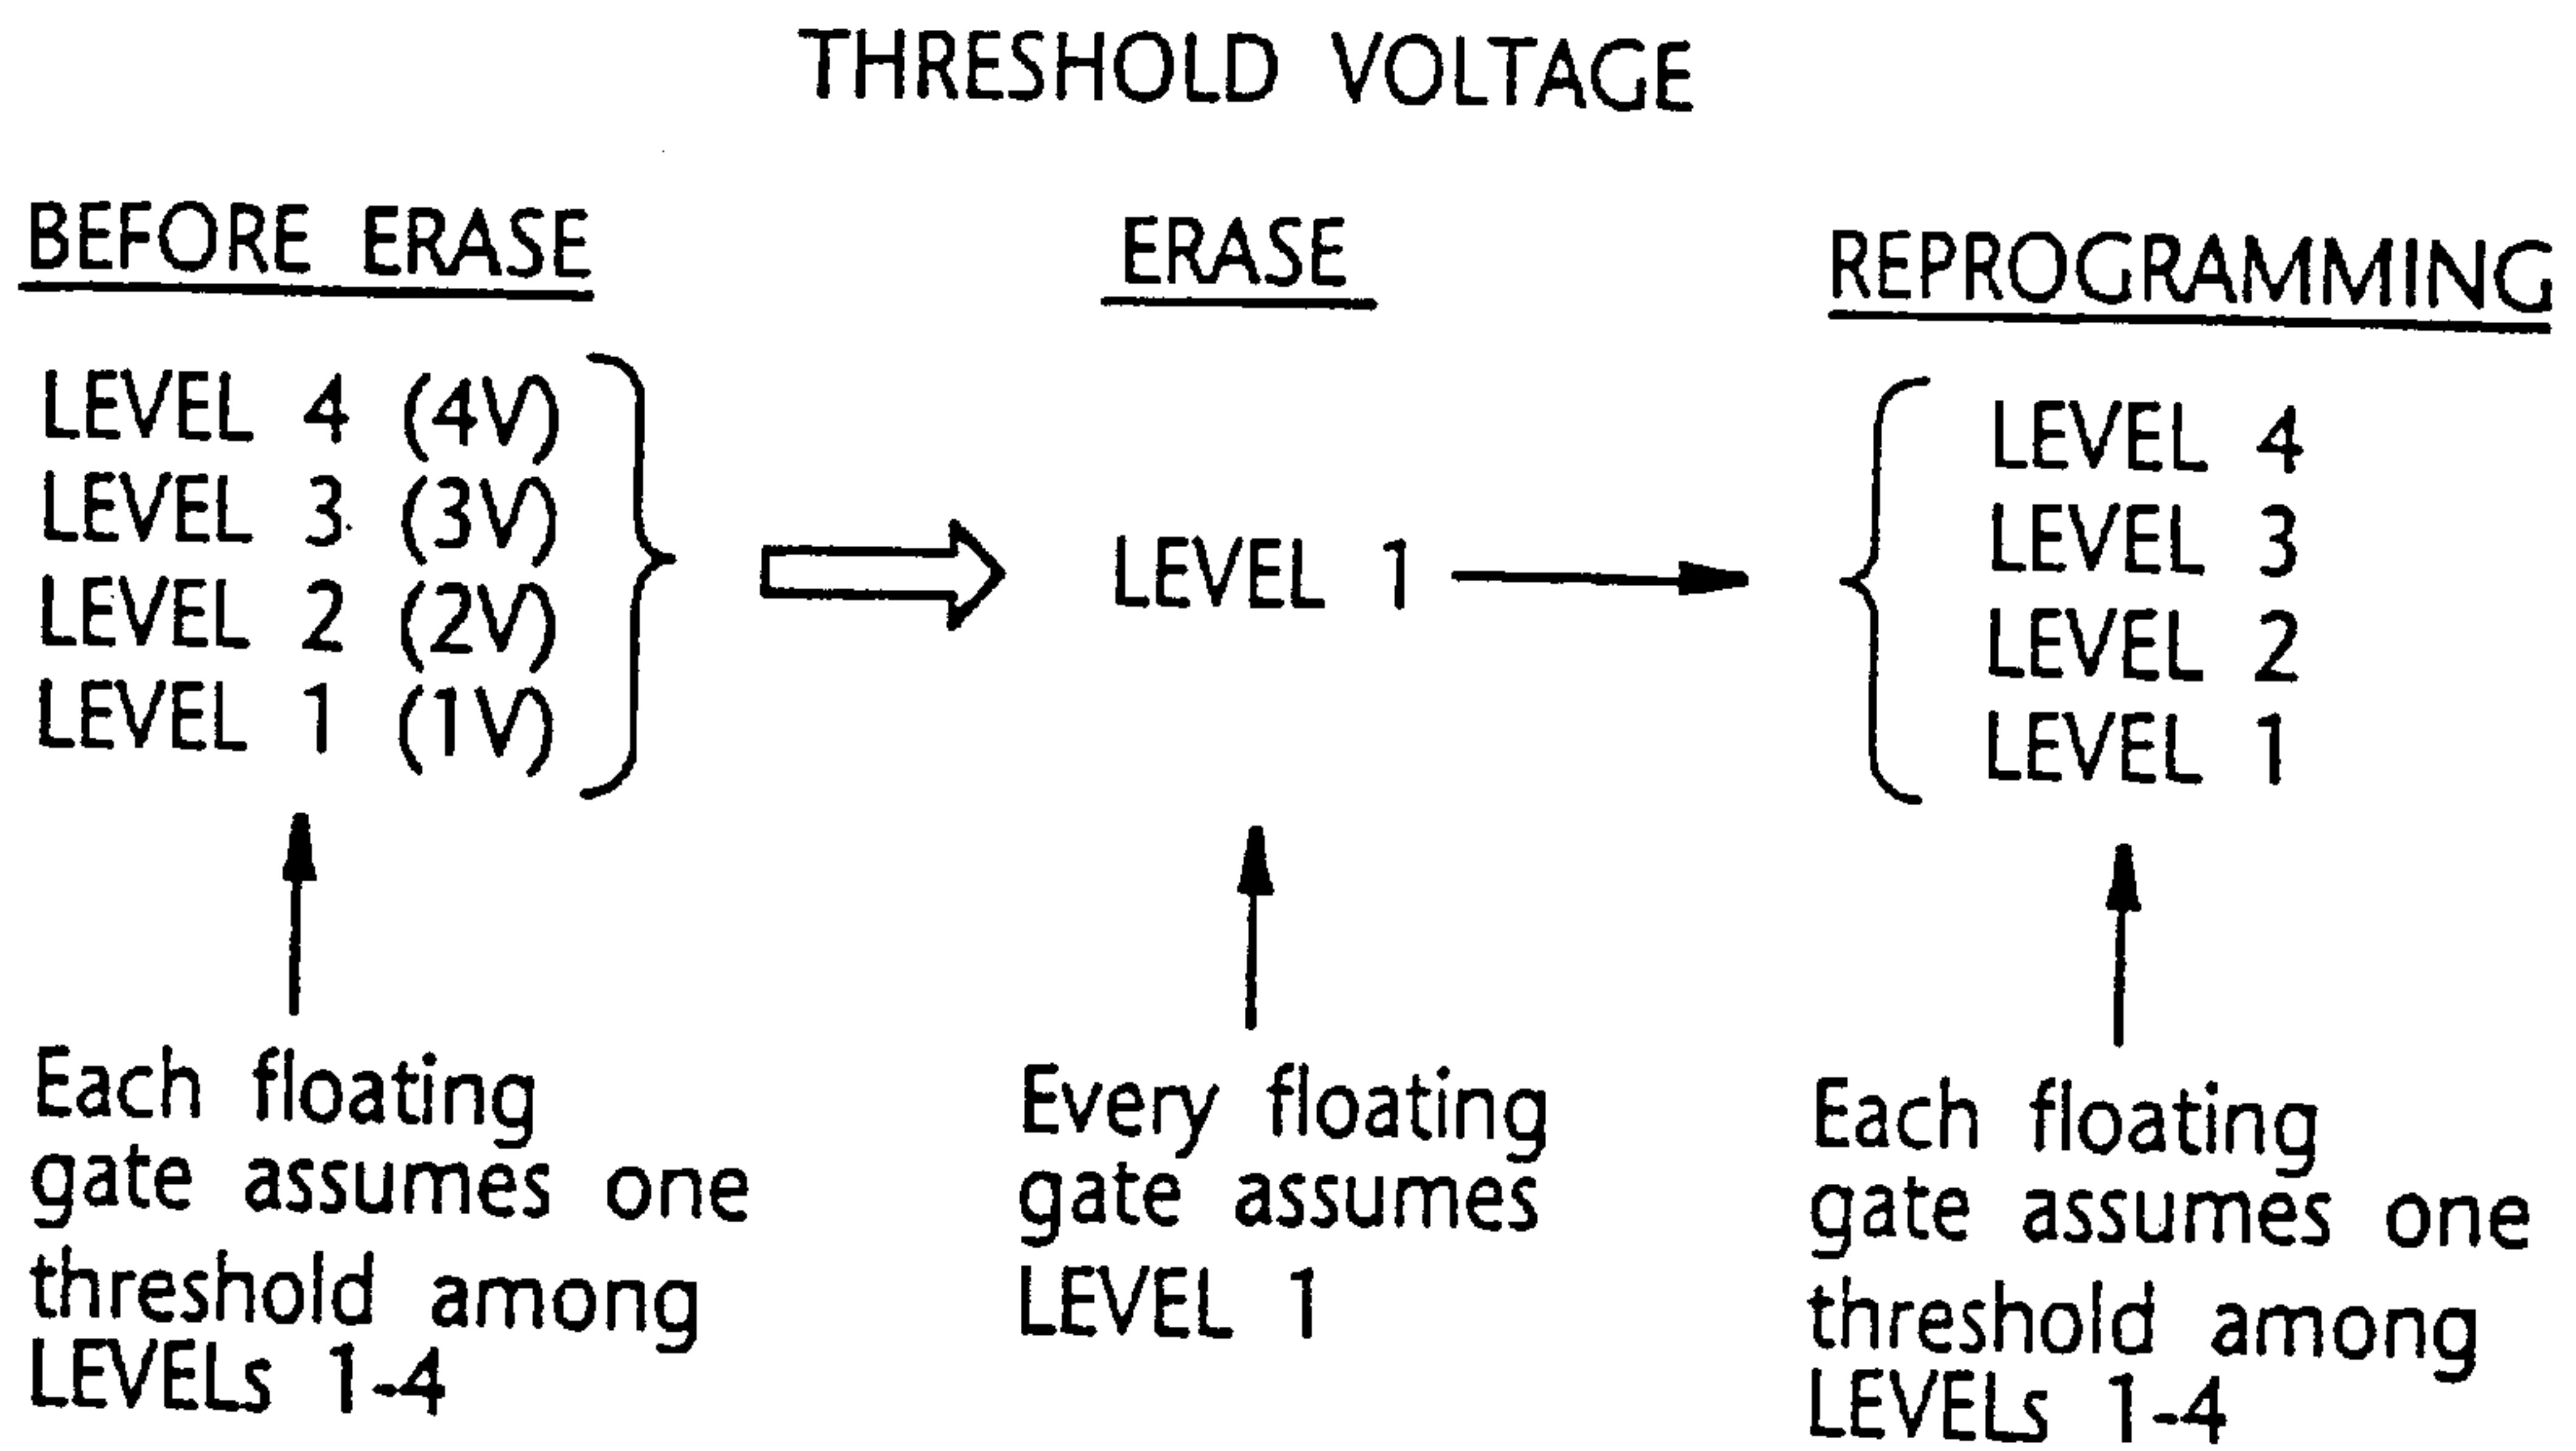 THRESHOLD VOLTAGE
BEFORE ERASE
LEVEL 4 (4V)
LEVEL 3 (3V)
LEVEL 2 (2V)
LEVEL 1 (1V)
Each floating
gate assumes one
threshold among
LEVELs 1-4
ERASE
LEVEL 1
Every floating
gate assumes
LEVEL 1
REPROGRAMMING
LEVEL 4
LEVEL 3
LEVEL 2
LEVEL 1
Each floating
gate assumes one
threshold among
LEVELs 1-4